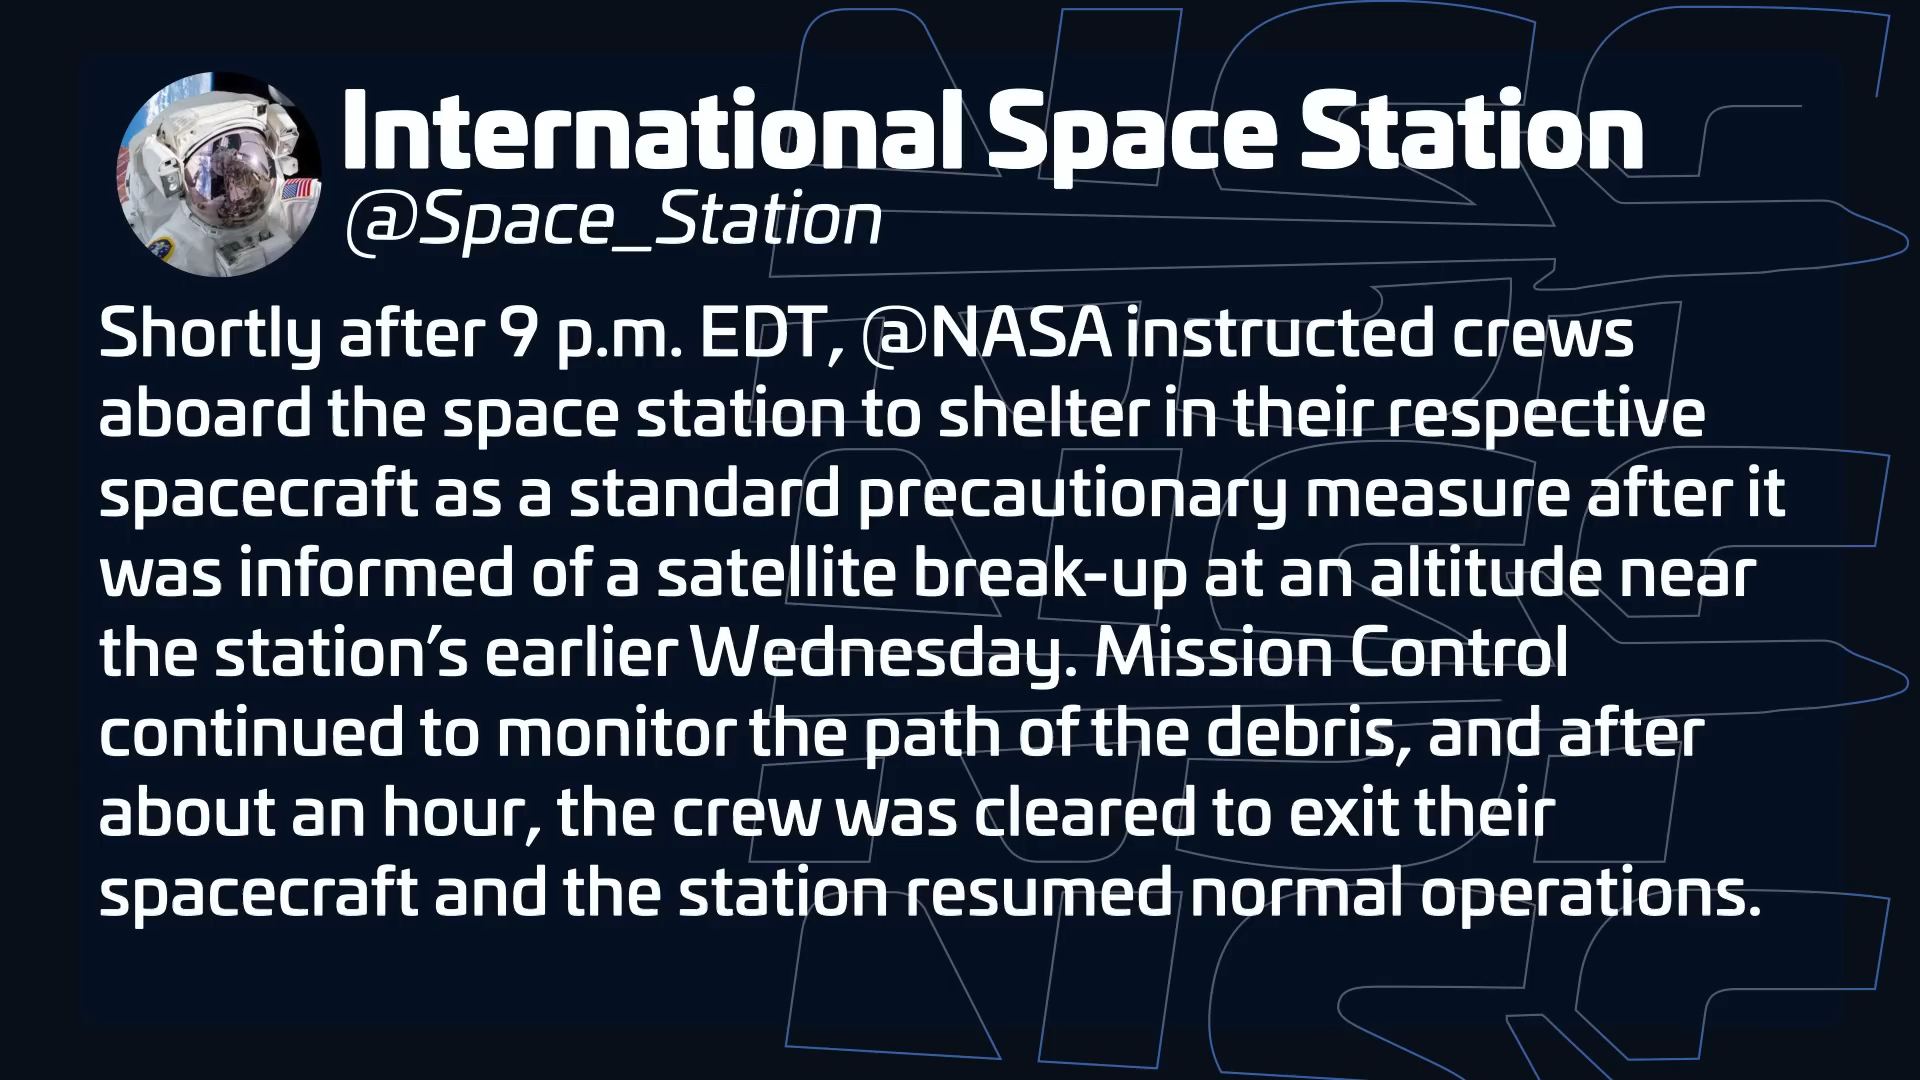 International Space Station
@Space_Station
Shortly after 9 p.m. EDT, @NASA instructed crews
aboard the space station to shelter in their respective
spacecraft as a standard precautionary measure after it
was informed of a satellite break-up at an altitude near
the station’s earlier Wednesday. Mission Control
continued to monitor the path of the debris, and after
about an hour, the crew was cleared to exit their
spacecraft and the station resumed normal operations.